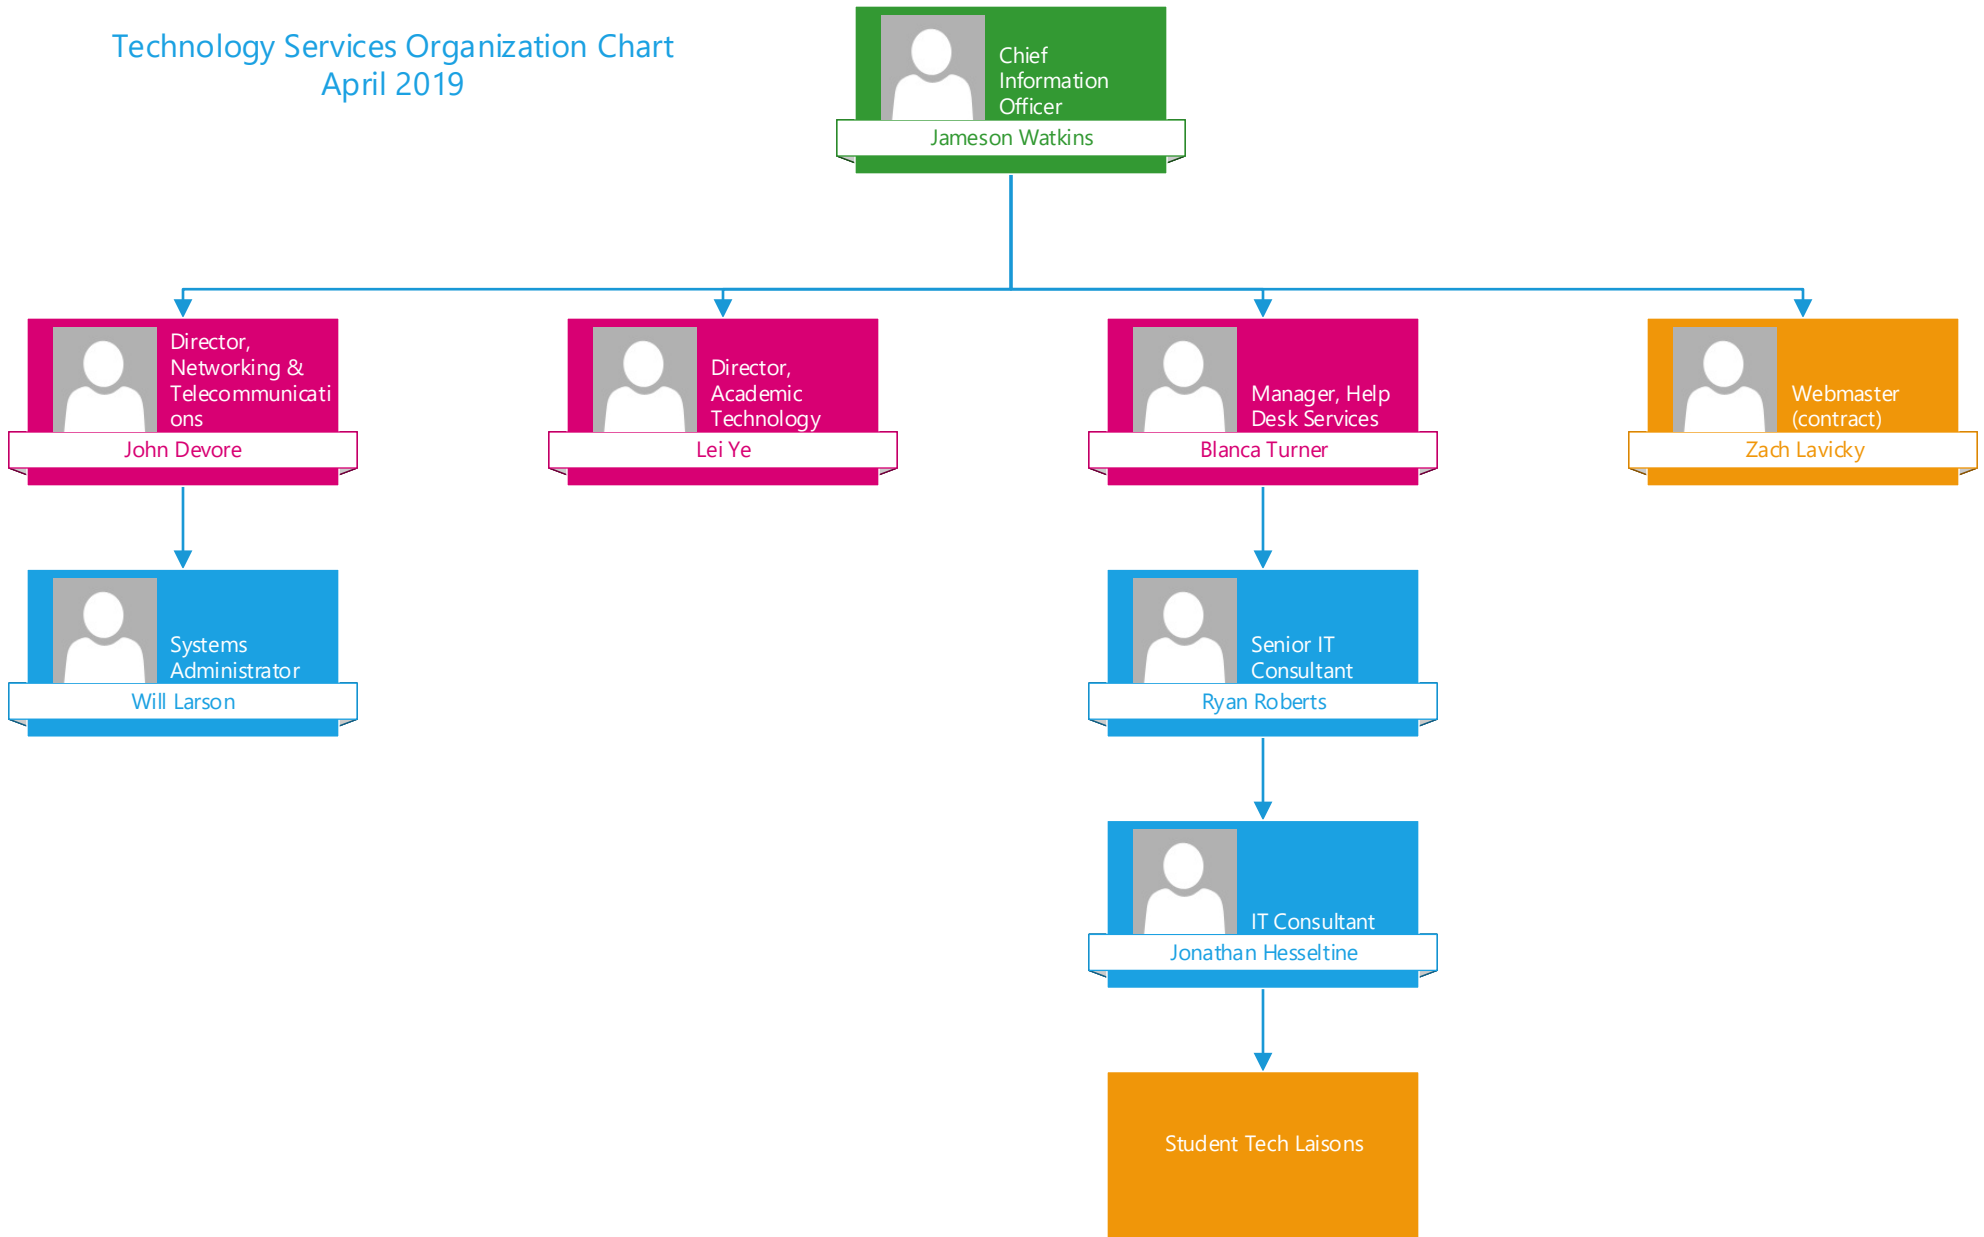 Technology Services Organization Chart
April 2019
Chief
Information
Officer
Jameson Watkins
Director,
Networking &
Telecommunicati
ons
John Devore
Director,
Academic
Technology
Lei Ye
Manager, Help
Desk Services
Blanca Turner
Webmaster
(contract)
Zach Lavicky
Systems
Administrator
Will Larson
Senior IT
Consultant
Ryan Roberts
IT Consultant
Jonathan Hesseltine
Student Tech Laisons